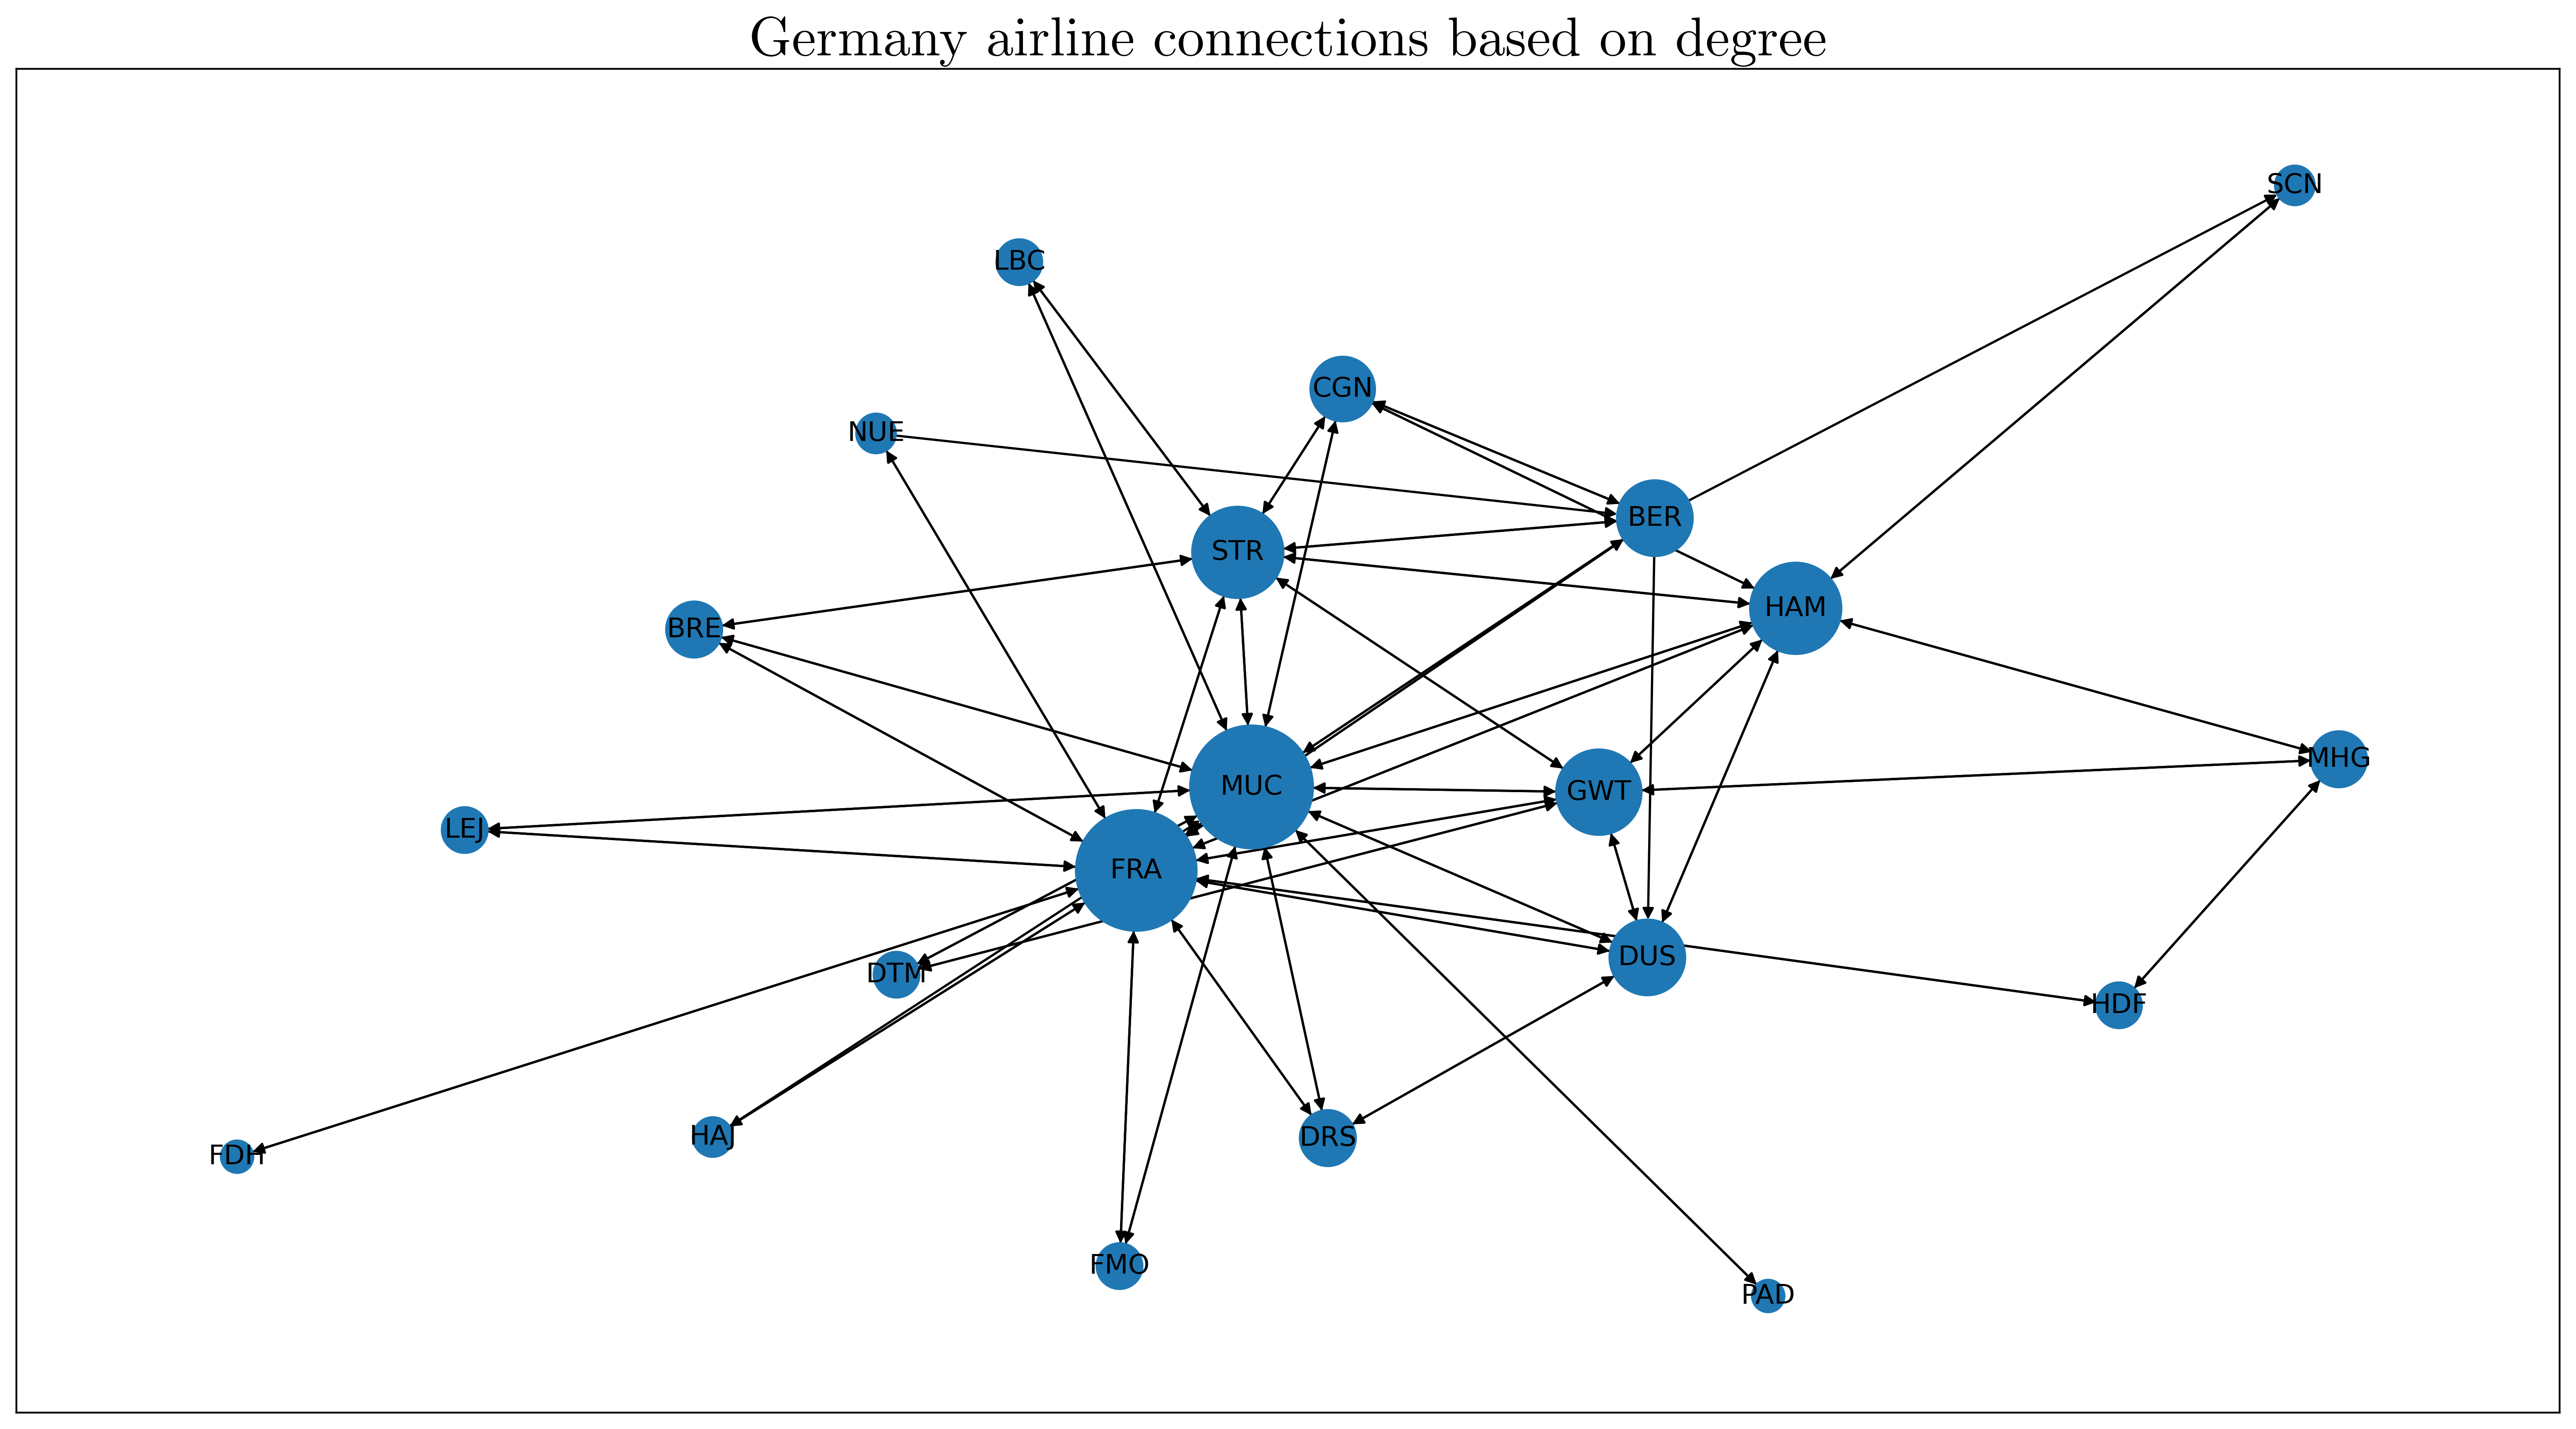 Germany airline connections based on degree
SCN
LBC
CGN
NUE
BER
STR
HAM
BRE
MHG
MUC
GWT
LEJ
FRA
DUS
DTM
HDF
HAJ
DRS
FDH
FMO
PAD